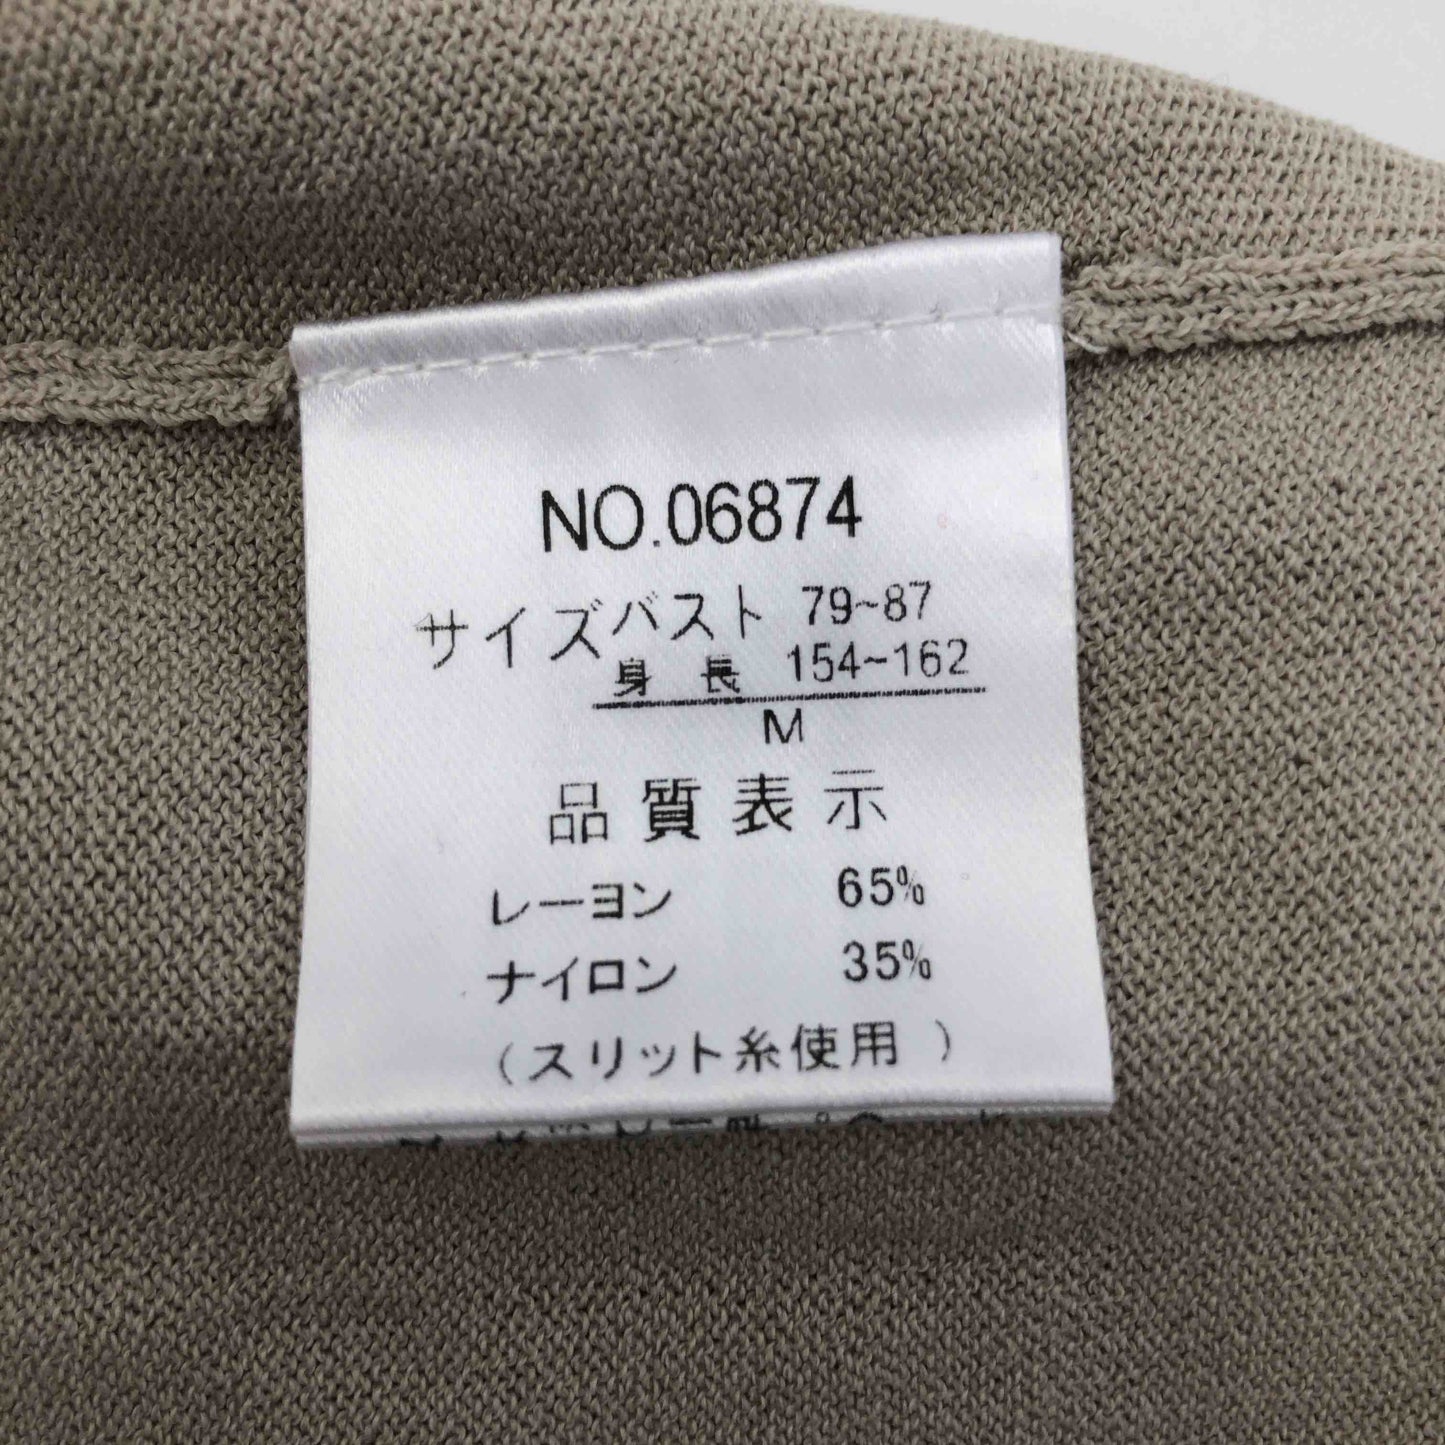 NO.06874
サイズ バスト 79~87
身長 154~162
M
品質表示
レーヨン 65%
ナイロン 35%
(スリット糸使用)